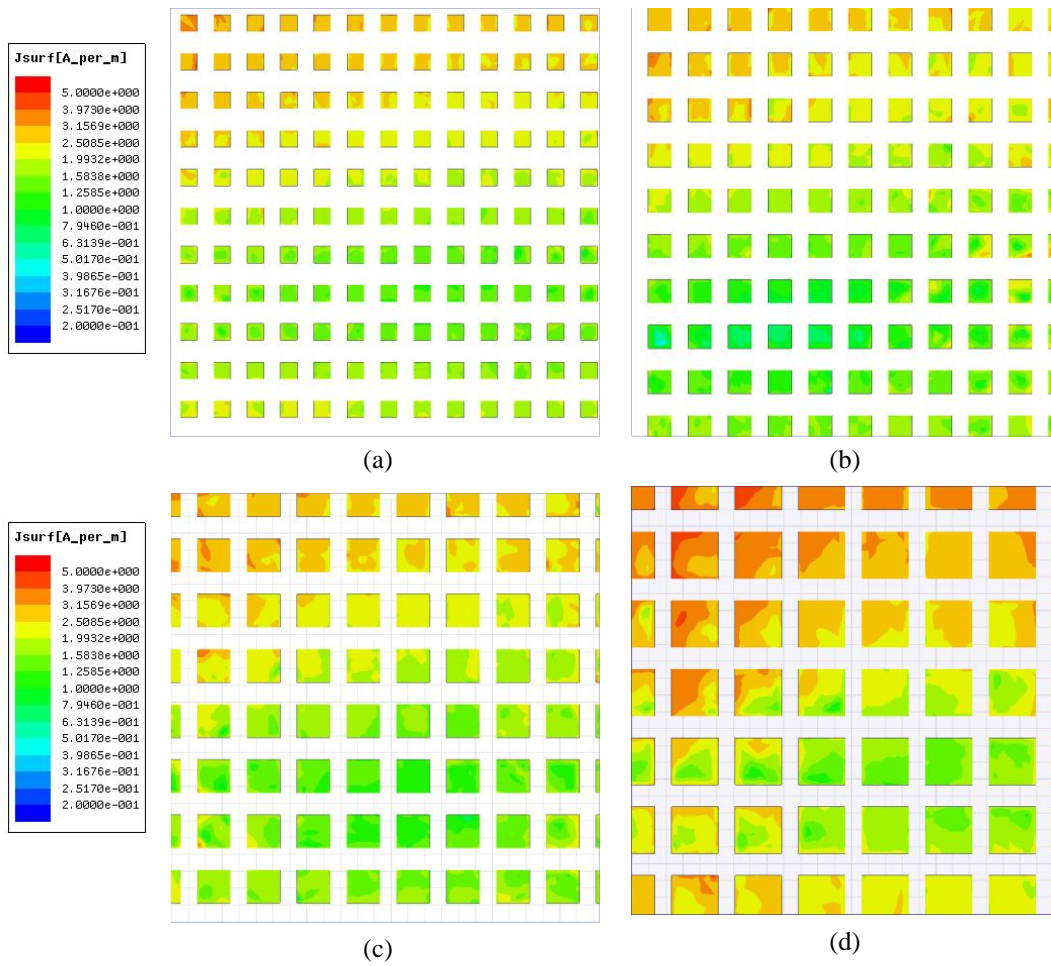 Jsurf[A_per_m]
5.0000e+000
3.9730e+000
3.1569e+000
2.5085e+000
1.9932e+000
1.5838e+000
1.2585e+000
1.0000e+000
7.9460e-001
6.3139e-001
5.0170e-001
3.9865e-001
3.1676e-001
2.5170e-001
2.0000e-001
(a)
(b)
Jsurf[A_per_m]
5.0000e+000
3.9730e+000
3.1569e+000
2.5085e+000
1.9932e+000
1.5838e+000
1.2585e+000
1.0000e+000
7.9460e-001
6.3139e-001
5.0170e-001
3.9865e-001
3.1676e-001
2.5170e-001
2.0000e-001
(c)
(d)